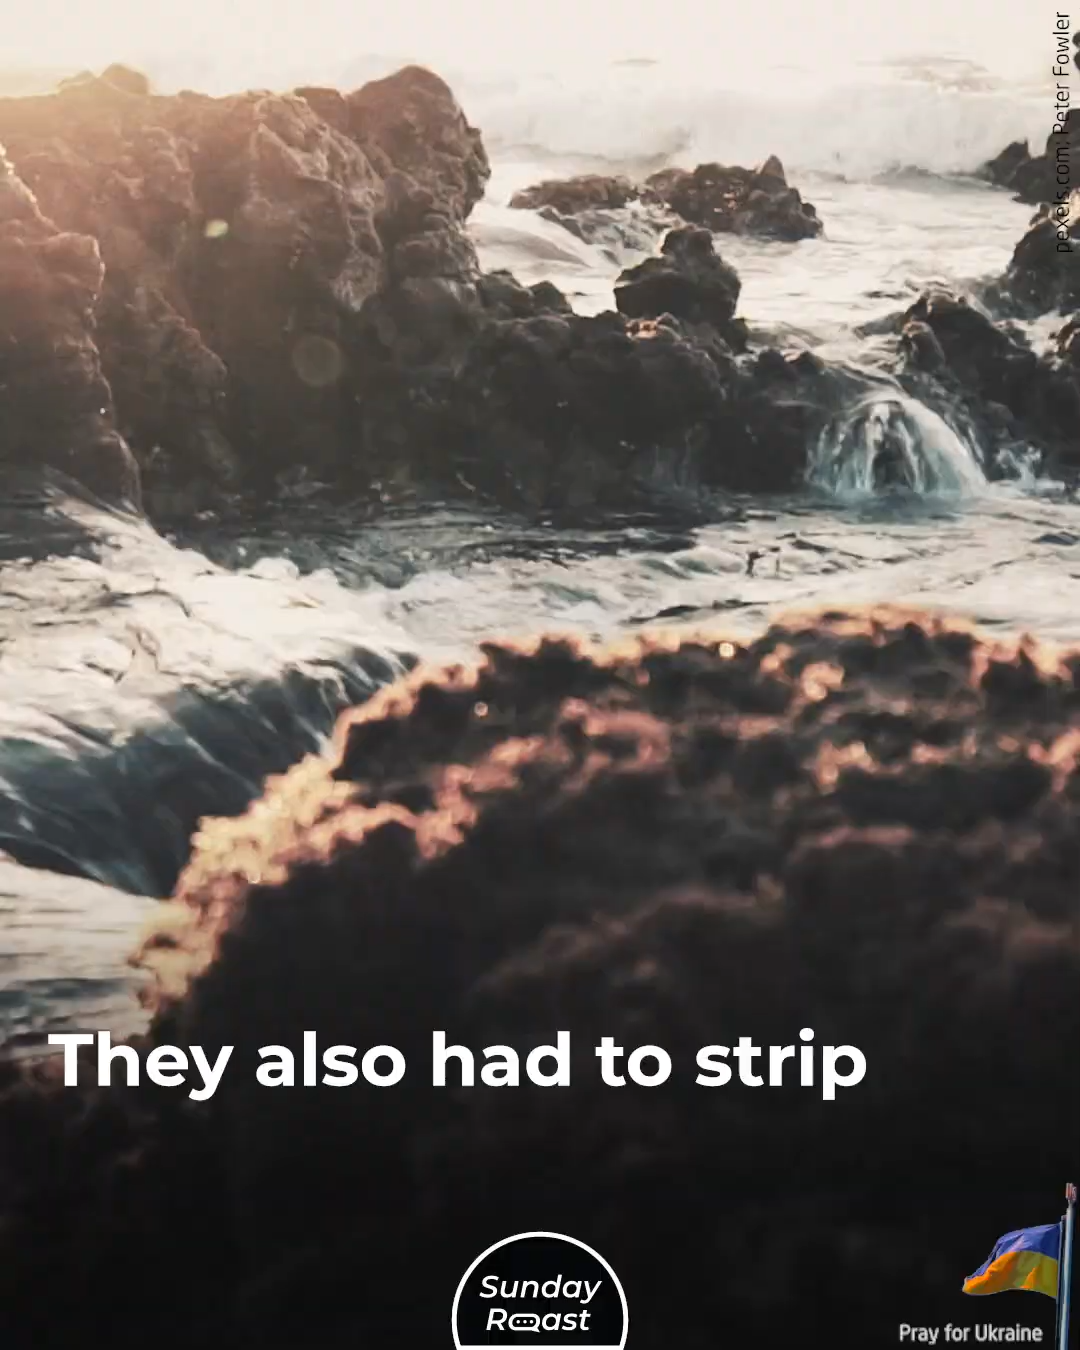 pexels.com; Peter Fowler
They also had to strip
Sunday
Roast
Pray for Ukraine